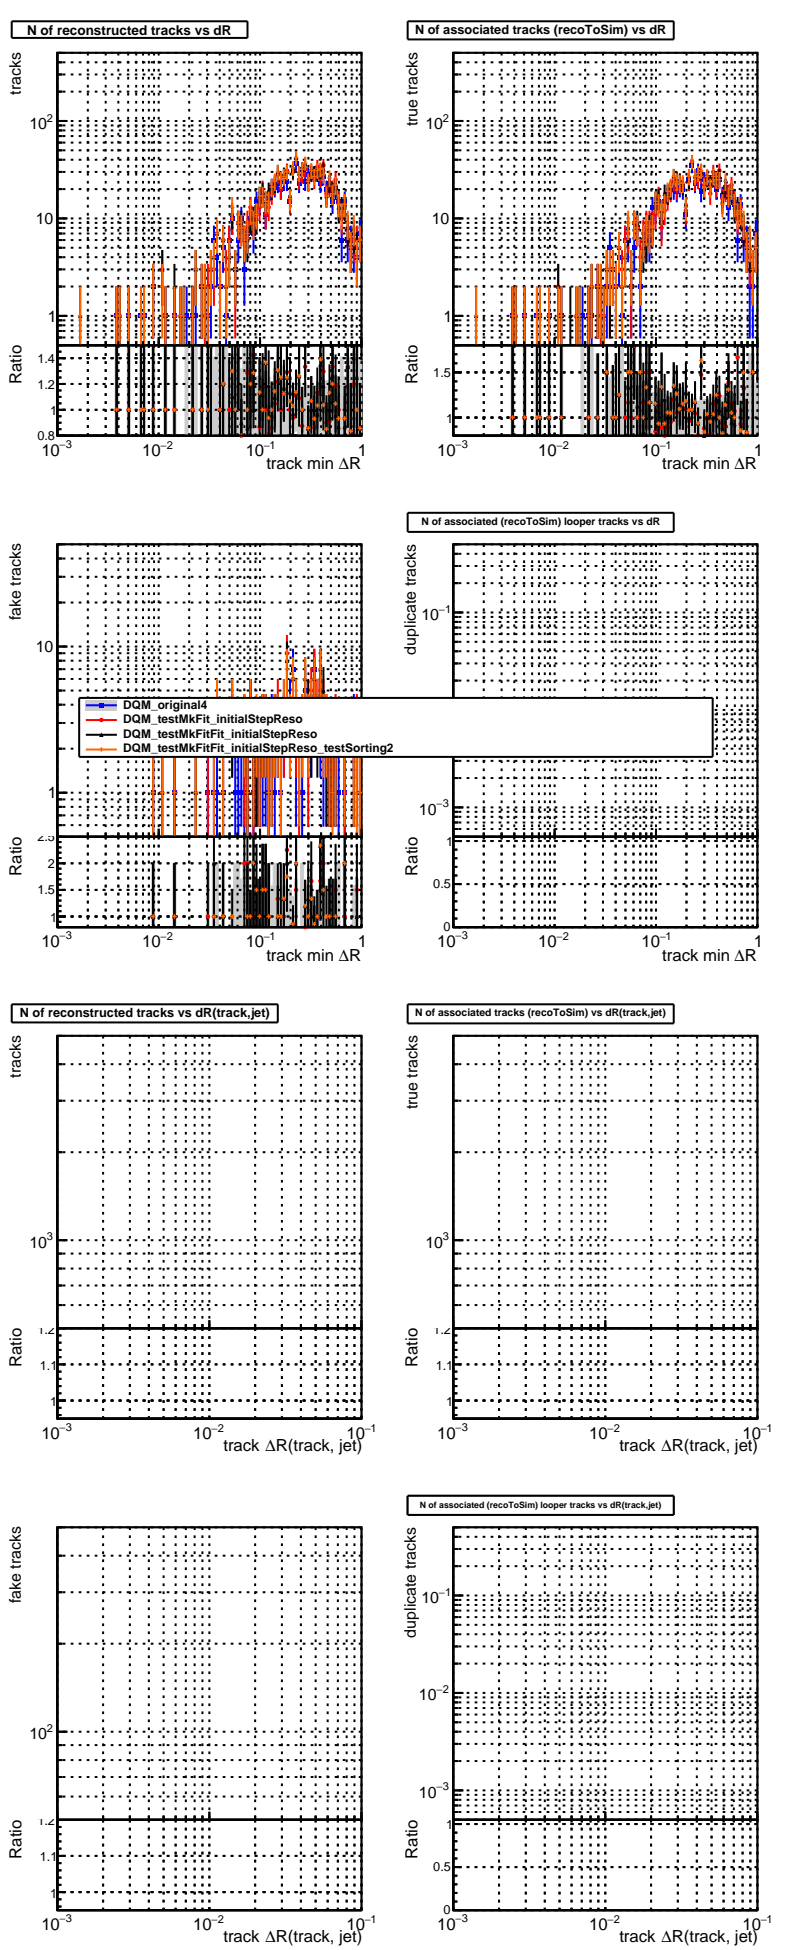 N of reconstructed tracks vs dR
N of associated tracks (recoToSim) vs dR
tracks
10²
10
1
Ratio
1.4
1.2
1
0.8
10⁻³
10⁻²
10⁻¹
1
track min ΔR
true tracks
10²
10
1
Ratio
1.5
1
10⁻³
10⁻²
10⁻¹
1
track min ΔR
N of associated (recoToSim) looper tracks vs dR
fake tracks
10
1
Ratio
2.5
2
1.5
1
10⁻³
10⁻²
10⁻¹
1
track min ΔR
duplicate tracks
10⁻¹
10⁻³
Ratio
1
0.5
0
10⁻³
10⁻²
10⁻¹
1
track min ΔR
DQM_original4
DQM_testMkFit_initialStepReso
DQM_testMkFitFit_initialStepReso
DQM_testMkFitFit_initialStepReso_testSorting2
N of reconstructed tracks vs dR(track,jet)
N of associated tracks (recoToSim) vs dR(track,jet)
tracks
10³
Ratio
1.2
1.1
1
10⁻³
10⁻²
10⁻¹
track ΔR(track, jet)
true tracks
10³
Ratio
1.2
1.1
1
10⁻³
10⁻²
10⁻¹
track ΔR(track, jet)
N of associated (recoToSim) looper tracks vs dR(track,jet)
fake tracks
10²
Ratio
1.2
1.1
1
10⁻³
10⁻²
10⁻¹
track ΔR(track, jet)
duplicate tracks
10⁻¹
10⁻²
10⁻³
Ratio
1
0.5
0
10⁻³
10⁻²
10⁻¹
track ΔR(track, jet)